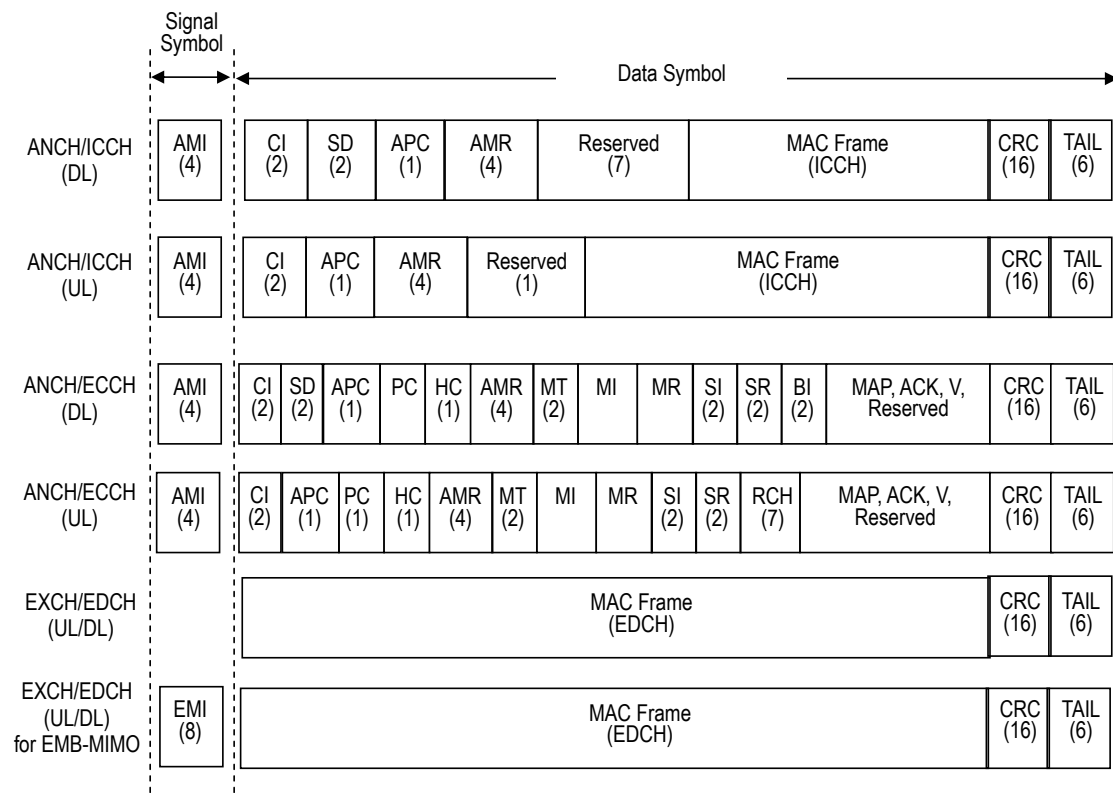 Signal
Symbol
Data Symbol
ANCH/ICCH
(DL)
AMI
(4)
CI
(2)
SD
(2)
APC
(1)
AMR
(4)
Reserved
(7)
MAC Frame
(ICCH)
CRC
(16)
TAIL
(6)
ANCH/ICCH
(UL)
AMI
(4)
CI
(2)
APC
(1)
AMR
(4)
Reserved
(1)
MAC Frame
(ICCH)
CRC
(16)
TAIL
(6)
ANCH/ECCH
(DL)
AMI
(4)
CI
(2)
SD
(2)
APC
(1)
PC
HC
(1)
AMR
(4)
MT
(2)
MI
MR
SI
(2)
SR
(2)
BI
(2)
MAP, ACK, V,
Reserved
CRC
(16)
TAIL
(6)
ANCH/ECCH
(UL)
AMI
(4)
CI
(2)
APC
(1)
PC
(1)
HC
(1)
AMR
(4)
MT
(2)
MI
MR
SI
(2)
SR
(2)
RCH
(7)
MAP, ACK, V,
Reserved
CRC
(16)
TAIL
(6)
EXCH/EDCH
(UL/DL)
MAC Frame
(EDCH)
CRC
(16)
TAIL
(6)
EXCH/EDCH
(UL/DL)
for EMB-MIMO
EMI
(8)
MAC Frame
(EDCH)
CRC
(16)
TAIL
(6)